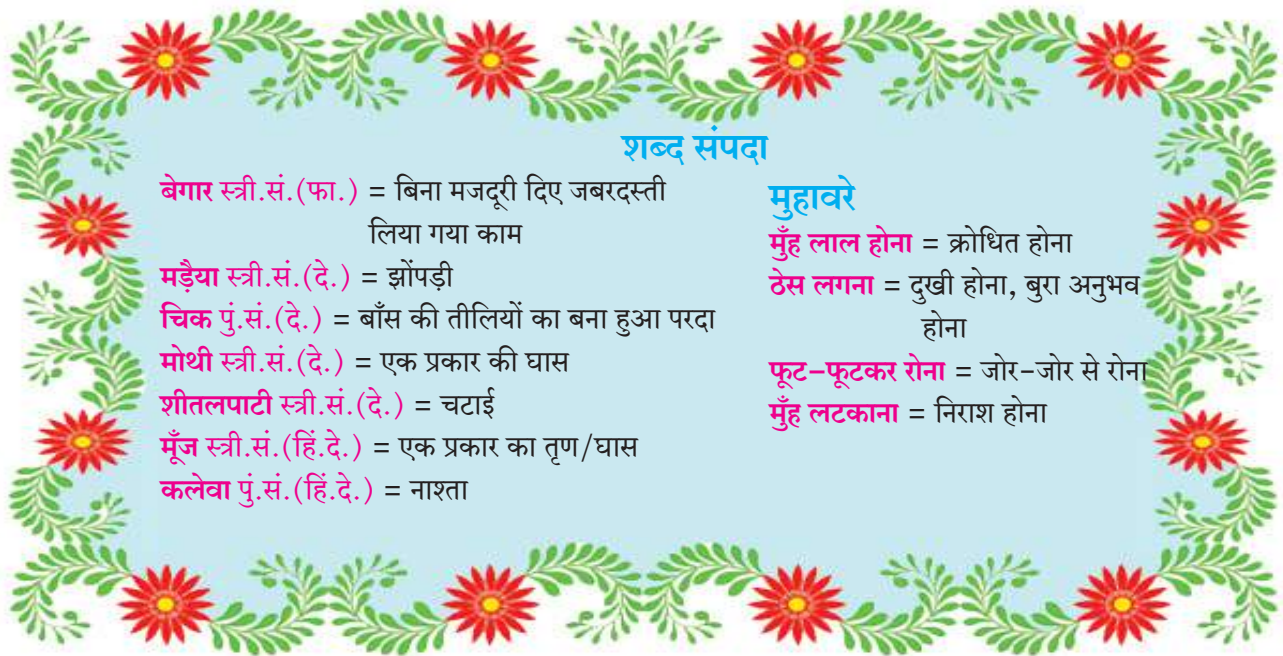 शब्द संपदा
बेगार स्त्री.सं.(फा.) = बिना मजदूरी दिए जबरदस्ती
लिया गया काम
मड़ैया स्त्री.सं.(दे.) = झोंपड़ी
चिक पुं.सं.(दे.) = बाँस की तीलियों का बना हुआ परदा
मोथी स्त्री.सं.(दे.) = एक प्रकार की घास
शीतलपाटी स्त्री.सं.(दे.) = चटाई
मूँज स्त्री.सं.(हिं.दे.) = एक प्रकार का तृण/घास
कलेवा पुं.सं.(हिं.दे.) = नाश्ता
मुहावरे
मुँह लाल होना = क्रोधित होना
ठेस लगना = दुखी होना, बुरा अनुभव
होना
फूट-फूटकर रोना = जोर-जोर से रोना
मुँह लटकाना = निराश होना